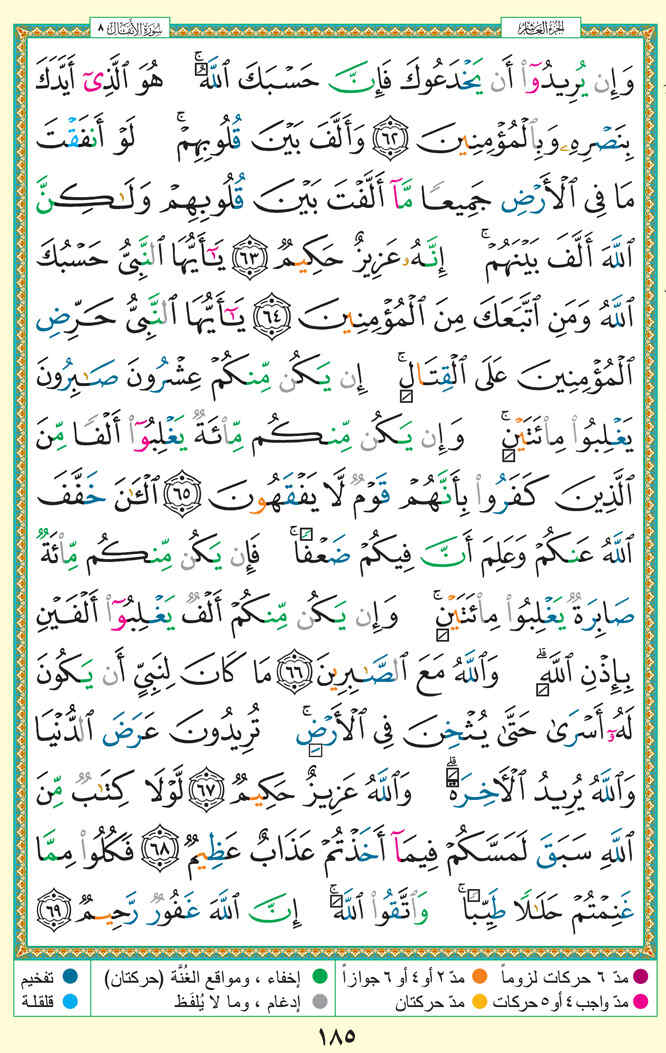 الجزء العاشر
سورة الأنفال ٨
وَإِن يُرِيدُوٓا۟ أَن يَخْدَعُوكَ فَإِنَّ حَسْبَكَ ٱللَّهُ ۚ هُوَ ٱلَّذِىٓ أَيَّدَكَ
بِنَصْرِهِۦ وَبِٱلْمُؤْمِنِينَ ٦٢ وَأَلَّفَ بَيْنَ قُلُوبِهِمْ ۚ لَوْ أَنفَقْتَ
مَا فِى ٱلْأَرْضِ جَمِيعًا مَّآ أَلَّفْتَ بَيْنَ قُلُوبِهِمْ وَلَـٰكِنَّ
ٱللَّهَ أَلَّفَ بَيْنَهُمْ ۚ إِنَّهُۥ عَزِيزٌ حَكِيمٌ ٦٣ يَـٰٓأَيُّهَا ٱلنَّبِىُّ حَسْبُكَ
ٱللَّهُ وَمَنِ ٱتَّبَعَكَ مِنَ ٱلْمُؤْمِنِينَ ٦٤ يَـٰٓأَيُّهَا ٱلنَّبِىُّ حَرِّضِ
ٱلْمُؤْمِنِينَ عَلَى ٱلْقِتَالِ ۚ إِن يَكُن مِّنكُمْ عِشْرُونَ صَـٰبِرُونَ
يَغْلِبُوا۟ مِا۟ئَتَيْنِ ۚ وَإِن يَكُن مِّنكُم مِّا۟ئَةٌ يَغْلِبُوٓا۟ أَلْفًا مِّنَ
ٱلَّذِينَ كَفَرُوا۟ بِأَنَّهُمْ قَوْمٌ لَّا يَفْقَهُونَ ٦٥ ٱلْـَٔـٰنَ خَفَّفَ
ٱللَّهُ عَنكُمْ وَعَلِمَ أَنَّ فِيكُمْ ضَعْفًا ۚ فَإِن يَكُن مِّنكُم مِّا۟ئَةٌ
صَابِرَةٌ يَغْلِبُوا۟ مِا۟ئَتَيْنِ ۚ وَإِن يَكُن مِّنكُمْ أَلْفٌ يَغْلِبُوٓا۟ أَلْفَيْنِ
بِإِذْنِ ٱللَّهِ ۗ وَٱللَّهُ مَعَ ٱلصَّـٰبِرِينَ ٦٦ مَا كَانَ لِنَبِىٍّ أَن يَكُونَ
لَهُۥٓ أَسْرَىٰ حَتَّىٰ يُثْخِنَ فِى ٱلْأَرْضِ ۚ تُرِيدُونَ عَرَضَ ٱلدُّنْيَا
وَٱللَّهُ يُرِيدُ ٱلْـَٔاخِرَةَ ۗ وَٱللَّهُ عَزِيزٌ حَكِيمٌ ٦٧ لَّوْلَا كِتَـٰبٌ مِّنَ
ٱللَّهِ سَبَقَ لَمَسَّكُمْ فِيمَآ أَخَذْتُمْ عَذَابٌ عَظِيمٌ ٦٨ فَكُلُوا۟ مِمَّا
غَنِمْتُمْ حَلَـٰلًا طَيِّبًا ۚ وَٱتَّقُوا۟ ٱللَّهَ ۚ إِنَّ ٱللَّهَ غَفُورٌ رَّحِيمٌ ٦٩
مدّ ٦ حركات لزوماً مدّ ٢ أو ٤ أو ٦ جوازاً إخفاء ، ومواقع الغُنَّة (حركتان) تفخيم
مدّ واجب ٤ أو ٥ حركات مدّ حركتان إدغام ، وما لا يُلفَظ قلقلة
١٨٥